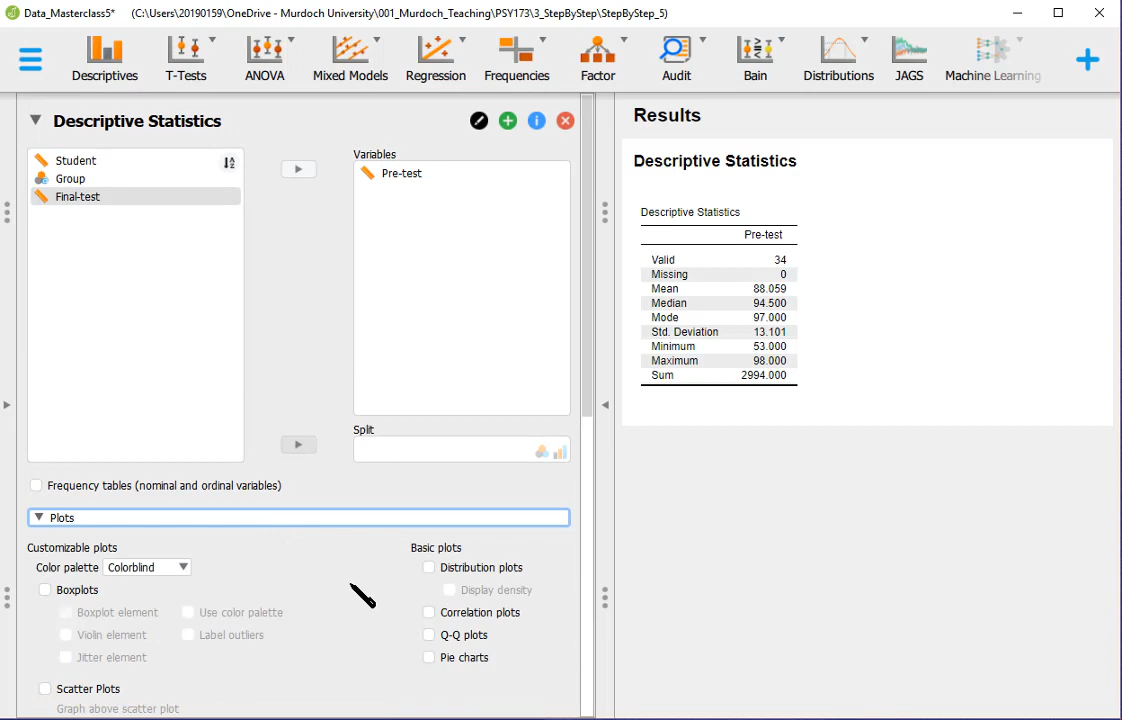 Data_Masterclass5* (C:\Users\20190159\OneDrive - Murdoch University\001_Murdoch_Teaching\PSY173\3_StepByStep\StepByStep_5)
Descriptives T-Tests ANOVA Mixed Models Regression Frequencies Factor Audit Bain Distributions JAGS Machine Learning
Descriptive Statistics
Student
Group
Final-test
Variables
Pre-test
Split
Frequency tables (nominal and ordinal variables)
Plots
Customizable plots
Color palette Colorblind
Boxplots
Boxplot element Use color palette
Violin element Label outliers
Jitter element
Scatter Plots
Graph above scatter plot
Basic plots
Distribution plots
Display density
Correlation plots
Q-Q plots
Pie charts
Results
Descriptive Statistics
Descriptive Statistics
Pre-test
Valid 34
Missing 0
Mean 88.059
Median 94.500
Mode 97.000
Std. Deviation 13.101
Minimum 53.000
Maximum 98.000
Sum 2994.000